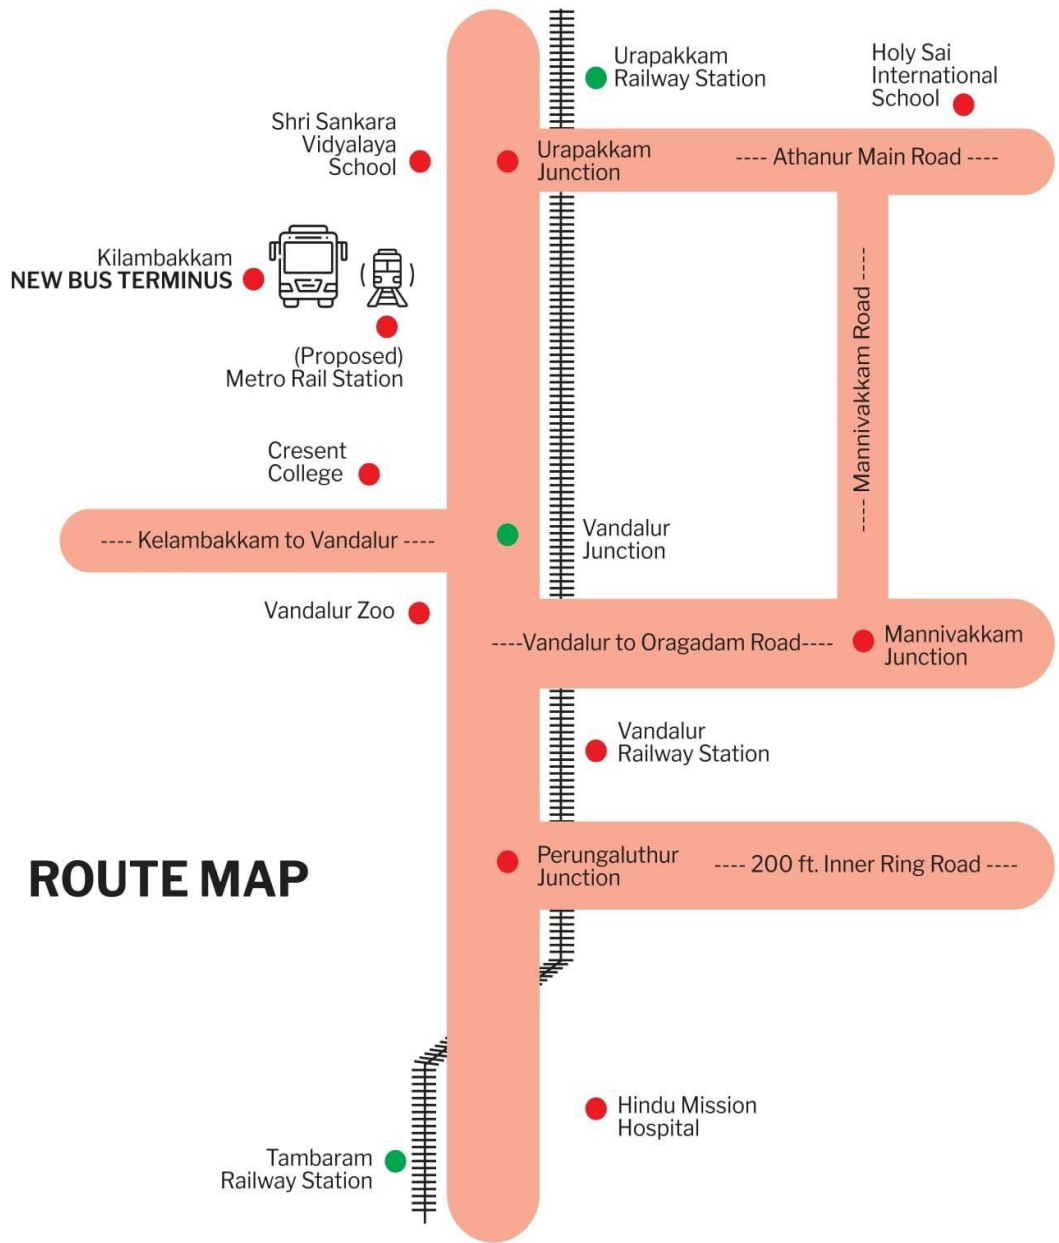 Urapakkam
Railway Station
Holy Sai
International
School
Shri Sankara
Vidyalaya
School
Urapakkam
Junction
---- Athanur Main Road ----
Kilambakkam
NEW BUS TERMINUS
(Proposed)
Metro Rail Station
---- Mannivakkam Road ----
Cresent
College
---- Kelambakkam to Vandalur ----
Vandalur
Junction
Vandalur Zoo
----Vandalur to Oragadam Road----
Mannivakkam
Junction
Vandalur
Railway Station
ROUTE MAP
Perungaluthur
Junction
---- 200 ft. Inner Ring Road ----
Hindu Mission
Hospital
Tambaram
Railway Station